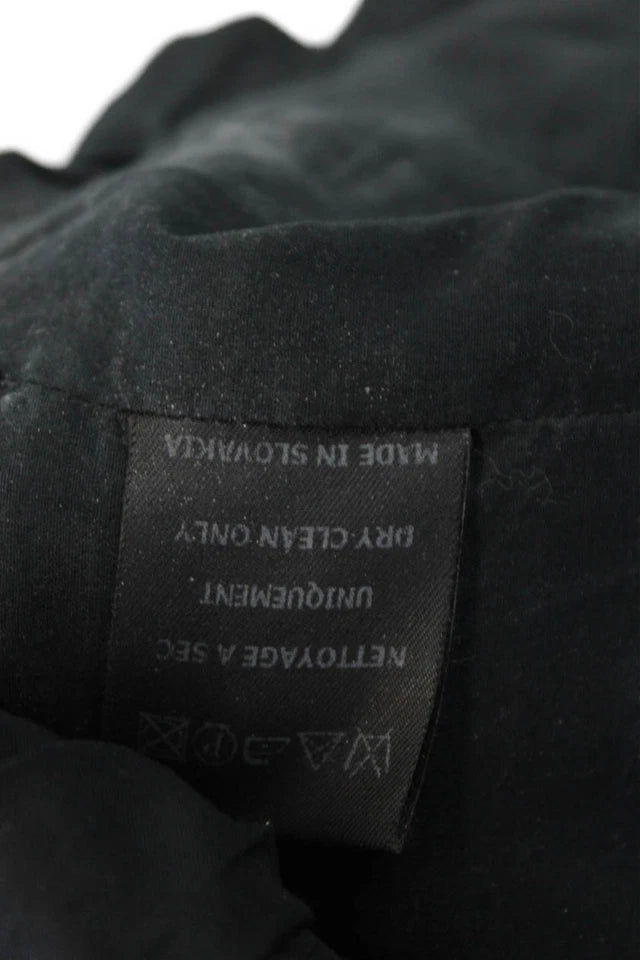 NETTOYAGE A SEC
UNIQUEMENT
DRY-CLEAN ONLY
MADE IN SLOVAKIA